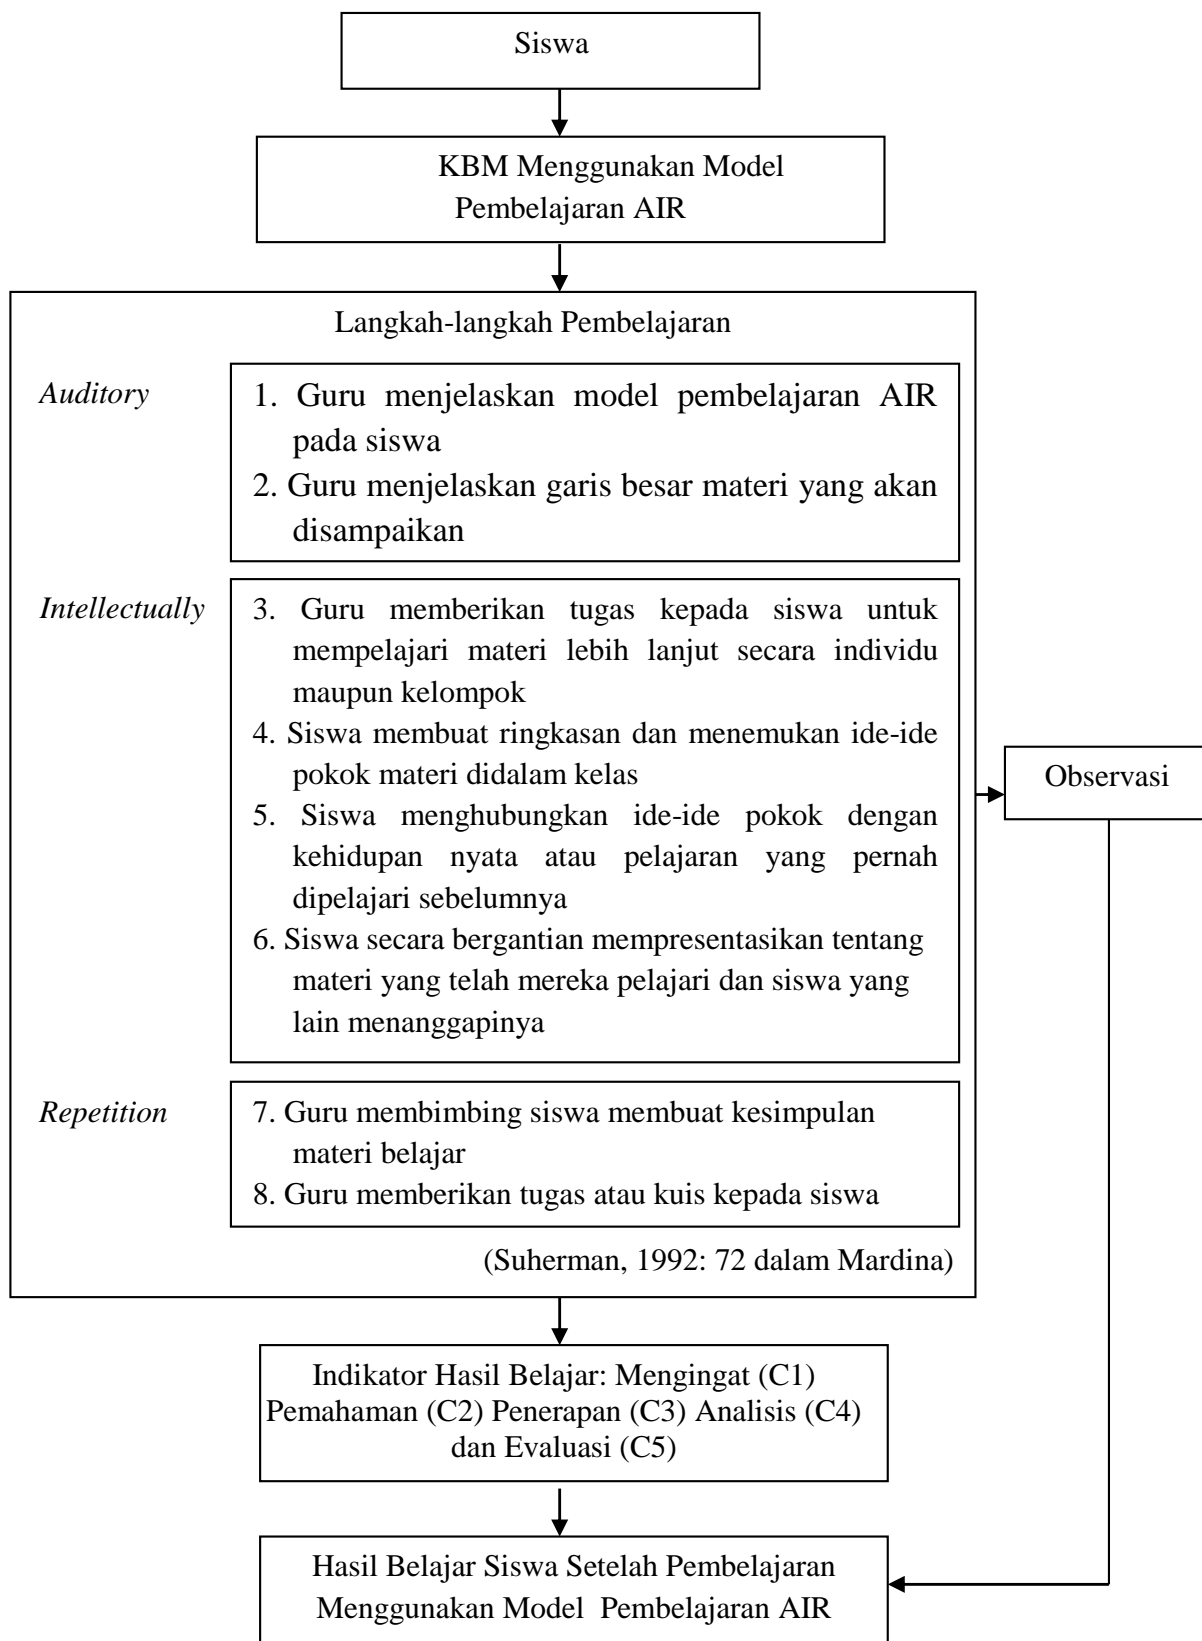 Siswa
KBM Menggunakan Model
Pembelajaran AIR
Langkah-langkah Pembelajaran
Auditory
1. Guru menjelaskan model pembelajaran AIR
pada siswa
2. Guru menjelaskan garis besar materi yang akan
disampaikan
Intellectually
3. Guru memberikan tugas kepada siswa untuk
mempelajari materi lebih lanjut secara individu
maupun kelompok
4. Siswa membuat ringkasan dan menemukan ide-ide
pokok materi didalam kelas
5. Siswa menghubungkan ide-ide pokok dengan
kehidupan nyata atau pelajaran yang pernah
dipelajari sebelumnya
6. Siswa secara bergantian mempresentasikan tentang
materi yang telah mereka pelajari dan siswa yang
lain menanggapinya
Observasi
Repetition
7. Guru membimbing siswa membuat kesimpulan
materi belajar
8. Guru memberikan tugas atau kuis kepada siswa
(Suherman, 1992: 72 dalam Mardina)
Indikator Hasil Belajar: Mengingat (C1)
Pemahaman (C2) Penerapan (C3) Analisis (C4)
dan Evaluasi (C5)
Hasil Belajar Siswa Setelah Pembelajaran
Menggunakan Model Pembelajaran AIR